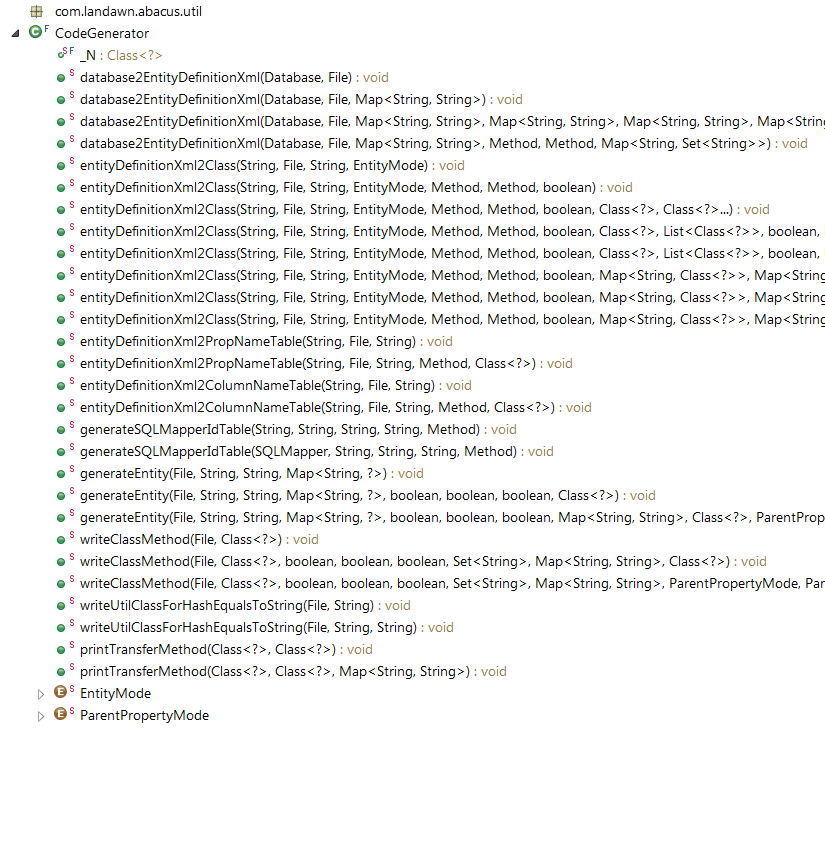 com.landawn.abacus.util
CodeGenerator
_N : Class<?>
database2EntityDefinitionXml(Database, File) : void
database2EntityDefinitionXml(Database, File, Map<String, String>) : void
database2EntityDefinitionXml(Database, File, Map<String, String>, Map<String, String>, Map<String, String>, Map<String
database2EntityDefinitionXml(Database, File, Map<String, String>, Method, Method, Map<String, Set<String>>) : void
entityDefinitionXml2Class(String, File, String, EntityMode) : void
entityDefinitionXml2Class(String, File, String, EntityMode, Method, Method, boolean) : void
entityDefinitionXml2Class(String, File, String, EntityMode, Method, Method, boolean, Class<?>, Class<?>...) : void
entityDefinitionXml2Class(String, File, String, EntityMode, Method, Method, boolean, Class<?>, List<Class<?>>, boolean,
entityDefinitionXml2Class(String, File, String, EntityMode, Method, Method, boolean, Class<?>, List<Class<?>>, boolean,
entityDefinitionXml2Class(String, File, String, EntityMode, Method, Method, boolean, Map<String, Class<?>>, Map<String
entityDefinitionXml2Class(String, File, String, EntityMode, Method, Method, boolean, Map<String, Class<?>>, Map<String
entityDefinitionXml2Class(String, File, String, EntityMode, Method, Method, boolean, Map<String, Class<?>>, Map<String
entityDefinitionXml2PropNameTable(String, File, String) : void
entityDefinitionXml2PropNameTable(String, File, String, Method, Class<?>) : void
entityDefinitionXml2ColumnNameTable(String, File, String) : void
entityDefinitionXml2ColumnNameTable(String, File, String, Method, Class<?>) : void
generateSQLMapperIdTable(String, String, String, String, Method) : void
generateSQLMapperIdTable(SQLMapper, String, String, String, Method) : void
generateEntity(File, String, String, Map<String, ?>) : void
generateEntity(File, String, String, Map<String, ?>, boolean, boolean, boolean, Class<?>) : void
generateEntity(File, String, String, Map<String, ?>, boolean, boolean, boolean, Map<String, String>, Class<?>, ParentProp
writeClassMethod(File, Class<?>) : void
writeClassMethod(File, Class<?>, boolean, boolean, boolean, Set<String>, Map<String, String>, Class<?>) : void
writeClassMethod(File, Class<?>, boolean, boolean, boolean, Set<String>, Map<String, String>, ParentPropertyMode, Par
writeUtilClassForHashEqualsToString(File, String) : void
writeUtilClassForHashEqualsToString(File, String, String) : void
printTransferMethod(Class<?>, Class<?>) : void
printTransferMethod(Class<?>, Class<?>, Map<String, String>) : void
EntityMode
ParentPropertyMode